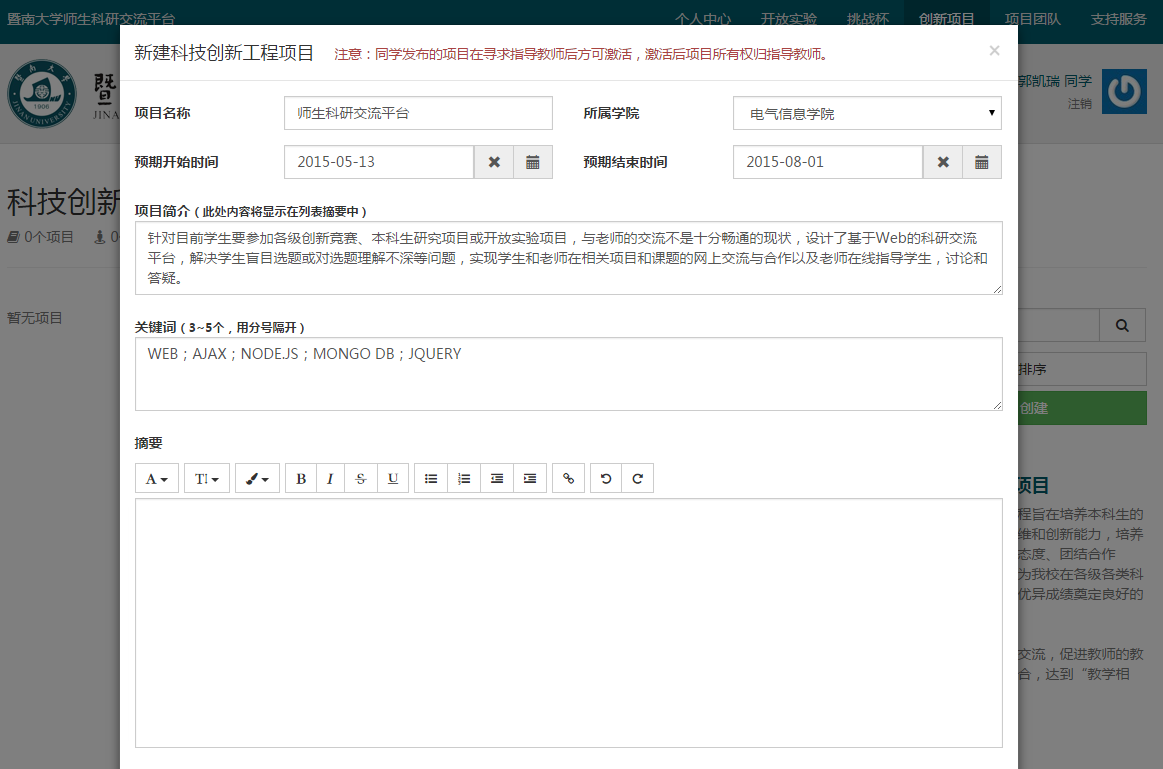 暨南大学师生科研交流平台
个人中心 开放实验 挑战杯 创新项目 项目团队 支持服务
新建科技创新工程项目 注意：同学发布的项目在寻求指导教师后方可激活，激活后项目所有权归指导教师。 ×
暨
JINA
1906
郭凯瑞 同学
注销
项目名称 师生科研交流平台 所属学院 电气信息学院
预期开始时间 2015-05-13 预期结束时间 2015-08-01
科技创新
0个项目 0
项目简介（此处内容将显示在列表摘要中）
针对目前学生要参加各级创新竞赛、本科生研究项目或开放实验项目，与老师的交流不是十分畅通的现状，设计了基于Web的科研交流
平台，解决学生盲目选题或对选题理解不深等问题，实现学生和老师在相关项目和课题的网上交流与合作以及老师在线指导学生，讨论和
答疑。
暂无项目
关键词（3~5个，用分号隔开）
WEB；AJAX；NODE.JS；MONGO DB；JQUERY
排序
创建
摘要
A TI B I S U
项目
程旨在培养本科生的
维和创新能力，培养
态度、团结合作
为我校在各级各类科
优异成绩奠定良好的
交流，促进教师的教
合，达到“教学相